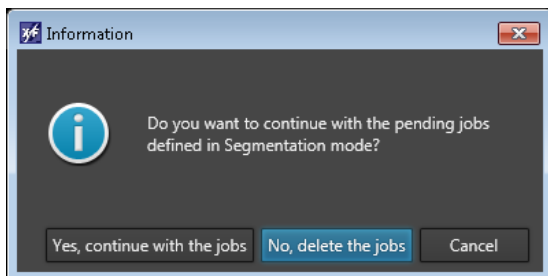 Information
Do you want to continue with the pending jobs
defined in Segmentation mode?
Yes, continue with the jobs No, delete the jobs Cancel